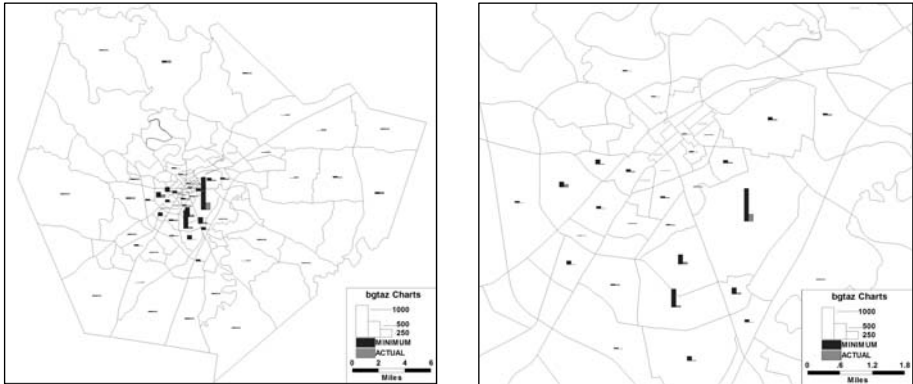 bgtaz Charts
1000
500
250
MINIMUM
ACTUAL
0 2 4 6
Miles
bgtaz Charts
1000
500
250
MINIMUM
ACTUAL
0 .6 1.2 1.8
Miles